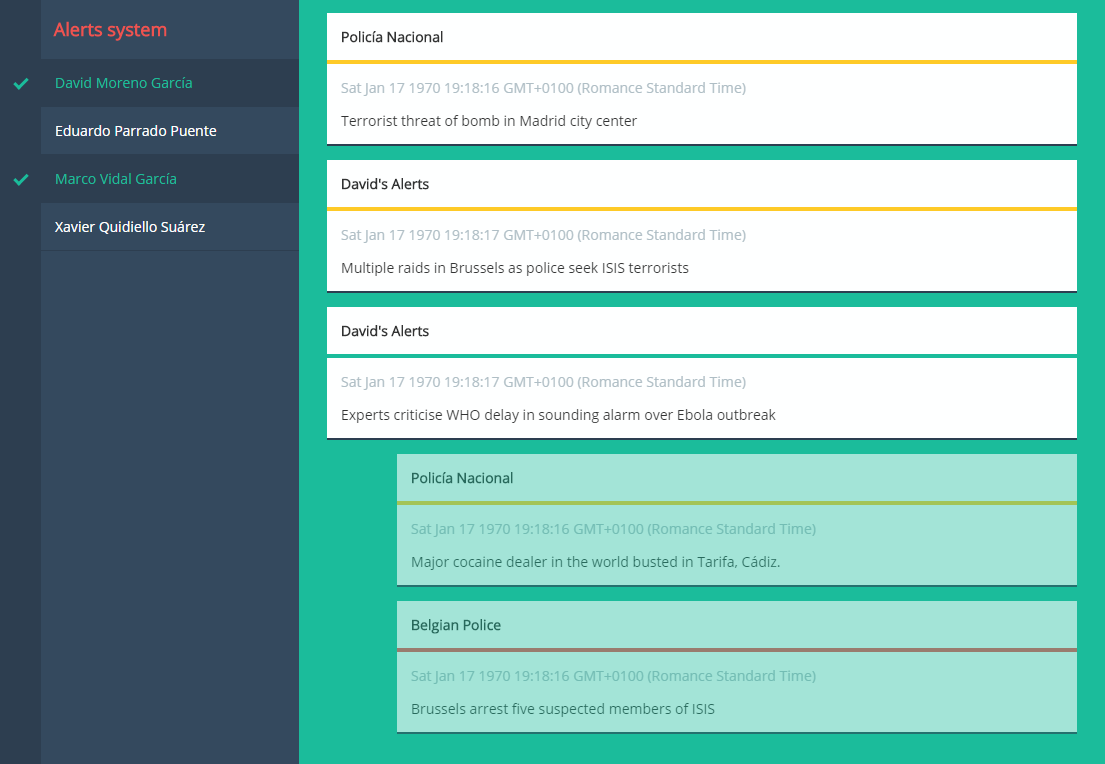 Alerts system
David Moreno García
Eduardo Parrado Puente
Marco Vidal García
Xavier Quidiello Suárez
Policía Nacional
Sat Jan 17 1970 19:18:16 GMT+0100 (Romance Standard Time)
Terrorist threat of bomb in Madrid city center
David's Alerts
Sat Jan 17 1970 19:18:17 GMT+0100 (Romance Standard Time)
Multiple raids in Brussels as police seek ISIS terrorists
David's Alerts
Sat Jan 17 1970 19:18:17 GMT+0100 (Romance Standard Time)
Experts criticise WHO delay in sounding alarm over Ebola outbreak
Policía Nacional
Sat Jan 17 1970 19:18:16 GMT+0100 (Romance Standard Time)
Major cocaine dealer in the world busted in Tarifa, Cádiz.
Belgian Police
Sat Jan 17 1970 19:18:16 GMT+0100 (Romance Standard Time)
Brussels arrest five suspected members of ISIS